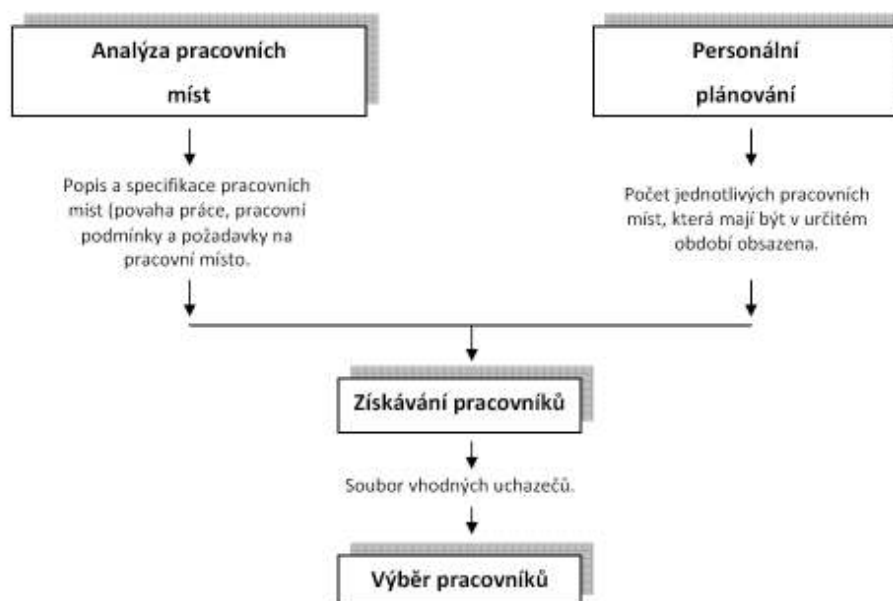 Analýza pracovních
míst
Personální
plánování
Popis a specifikace pracovních
míst (povaha práce, pracovní
podmínky a požadavky na
pracovní místo.
Počet jednotlivých pracovních
míst, která mají být v určitém
období obsazena.
Získávání pracovníků
Soubor vhodných uchazečů.
Výběr pracovníků